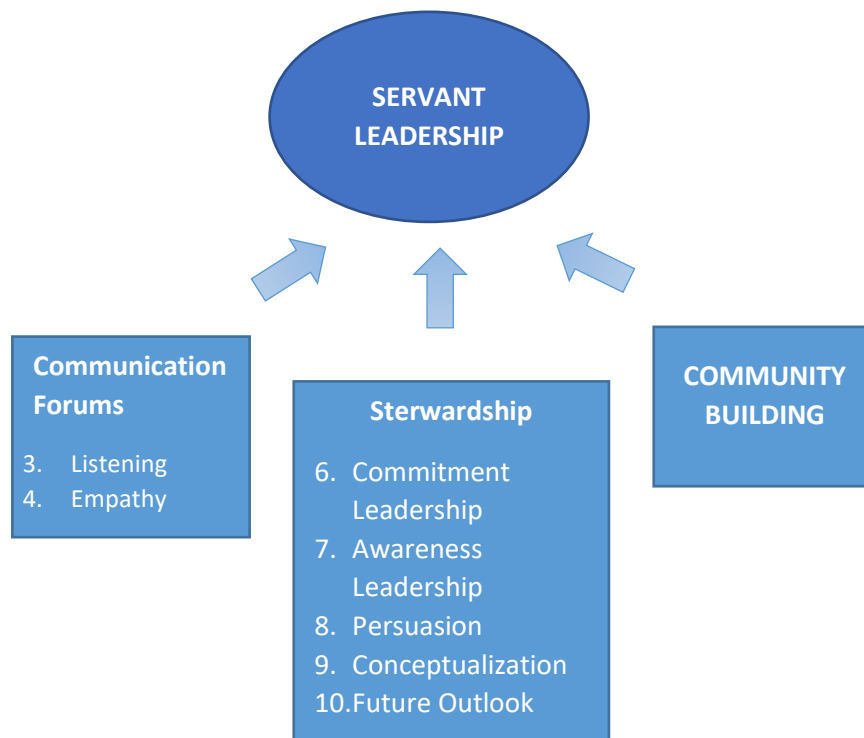 SERVANT
LEADERSHIP
Communication
Forums
3. Listening
4. Empathy
Sterwardship
6. Commitment
Leadership
7. Awareness
Leadership
8. Persuasion
9. Conceptualization
10.Future Outlook
COMMUNITY
BUILDING